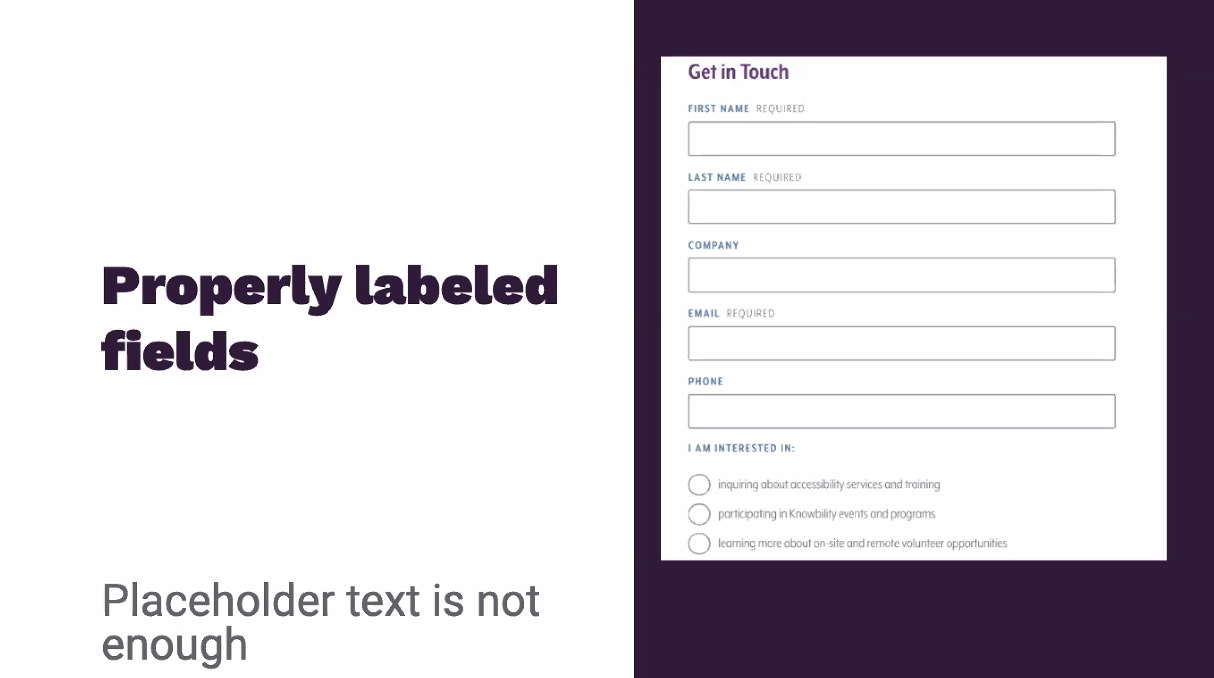 Properly labeled
fields
Placeholder text is not
enough
Get in Touch
FIRST NAME REQUIRED
LAST NAME REQUIRED
COMPANY
EMAIL REQUIRED
PHONE
I AM INTERESTED IN:
inquiring about accessibility services and training
participating in Knowbility events and programs
learning more about on-site and remote volunteer opportunities